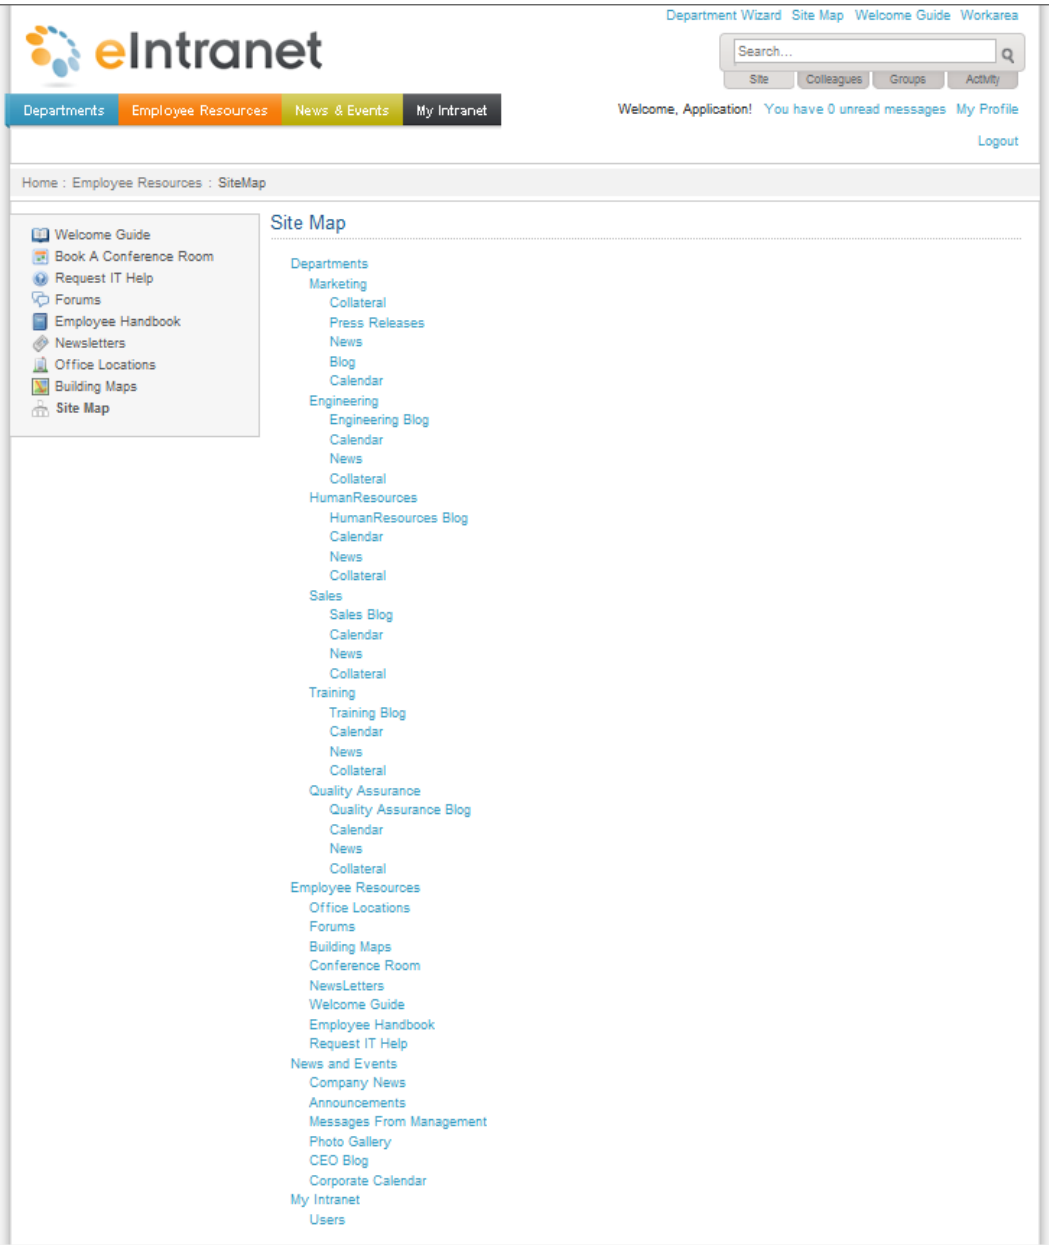 Department Wizard Site Map Welcome Guide Workarea
eIntranet
Search...
Site Colleagues Groups Activity
Departments Employee Resources News & Events My Intranet
Welcome, Application! You have 0 unread messages My Profile
Logout
Home : Employee Resources : SiteMap
Welcome Guide
Book A Conference Room
Request IT Help
Forums
Employee Handbook
Newsletters
Office Locations
Building Maps
Site Map
Site Map
Departments
Marketing
Collateral
Press Releases
News
Blog
Calendar
Engineering
Engineering Blog
Calendar
News
Collateral
HumanResources
HumanResources Blog
Calendar
News
Collateral
Sales
Sales Blog
Calendar
News
Collateral
Training
Training Blog
Calendar
News
Collateral
Quality Assurance
Quality Assurance Blog
Calendar
News
Collateral
Employee Resources
Office Locations
Forums
Building Maps
Conference Room
NewsLetters
Welcome Guide
Employee Handbook
Request IT Help
News and Events
Company News
Announcements
Messages From Management
Photo Gallery
CEO Blog
Corporate Calendar
My Intranet
Users